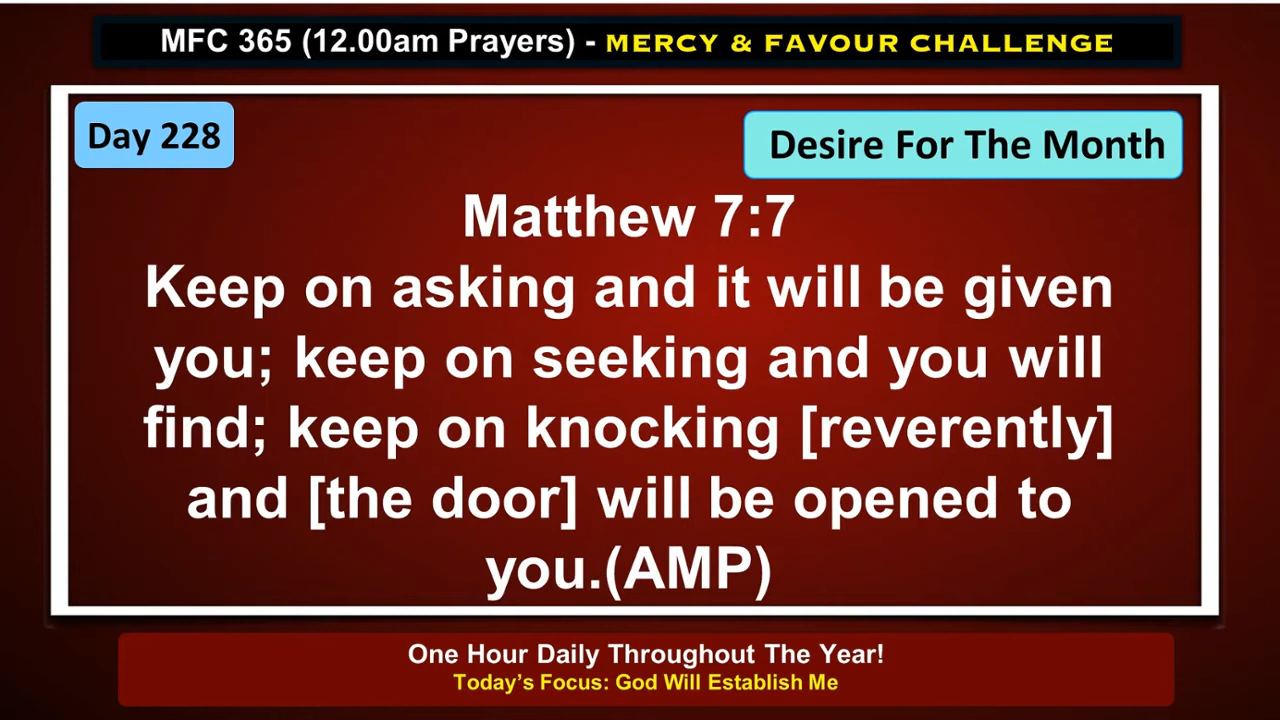 MFC 365 (12.00am Prayers) - MERCY & FAVOUR CHALLENGE
Day 228
Desire For The Month
Matthew 7:7
Keep on asking and it will be given
you; keep on seeking and you will
find; keep on knocking [reverently]
and [the door] will be opened to
you.(AMP)
One Hour Daily Throughout The Year!
Today's Focus: God Will Establish Me